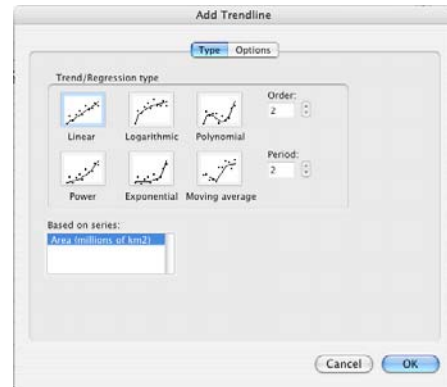 Add Trendline
Type Options
Trend/Regression type
Order:
2
Linear Logarithmic Polynomial
Period:
2
Power Exponential Moving average
Based on series:
Area (millions of km2)
Cancel OK